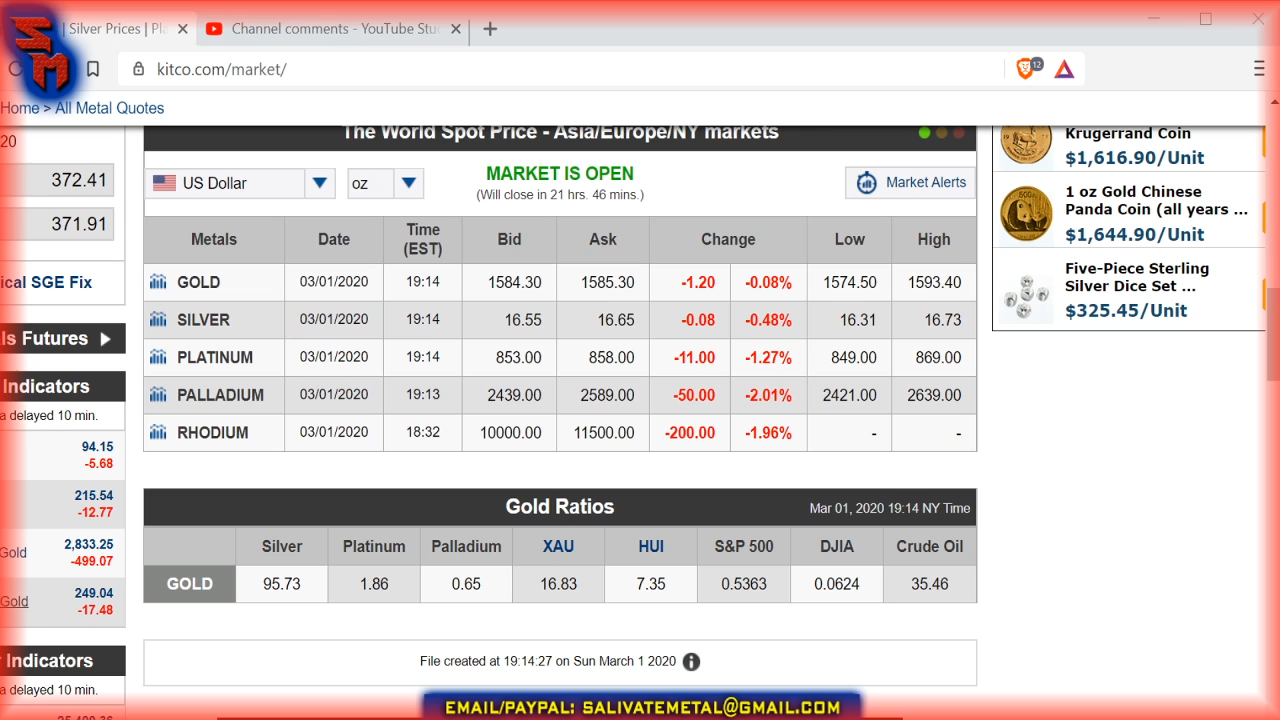 SM
| Silver Prices | Pl
Channel comments - YouTube Stu
kitco.com/market/
12
Home > All Metal Quotes
20
372.41
371.91
ical SGE Fix
ls Futures
Indicators
a delayed 10 min.
94.15
-5.68
215.54
-12.77
Gold 2,833.25
-499.07
Gold 249.04
-17.48
Indicators
a delayed 10 min.
The World Spot Price - Asia/Europe/NY markets
US Dollar oz
MARKET IS OPEN
(Will close in 21 hrs. 46 mins.)
Market Alerts
Metals Date Time (EST) Bid Ask Change Low High
GOLD 03/01/2020 19:14 1584.30 1585.30 -1.20 -0.08% 1574.50 1593.40
SILVER 03/01/2020 19:14 16.55 16.65 -0.08 -0.48% 16.31 16.73
PLATINUM 03/01/2020 19:14 853.00 858.00 -11.00 -1.27% 849.00 869.00
PALLADIUM 03/01/2020 19:13 2439.00 2589.00 -50.00 -2.01% 2421.00 2639.00
RHODIUM 03/01/2020 18:32 10000.00 11500.00 -200.00 -1.96% - -
Gold Ratios Mar 01, 2020 19:14 NY Time
Silver Platinum Palladium XAU HUI S&P 500 DJIA Crude Oil
GOLD 95.73 1.86 0.65 16.83 7.35 0.5363 0.0624 35.46
File created at 19:14:27 on Sun March 1 2020
Krugerrand Coin
$1,616.90/Unit
1 oz Gold Chinese
Panda Coin (all years ...
$1,644.90/Unit
Five-Piece Sterling
Silver Dice Set ...
$325.45/Unit
EMAIL/PAYPAL: SALIVATEMETAL@GMAIL.COM